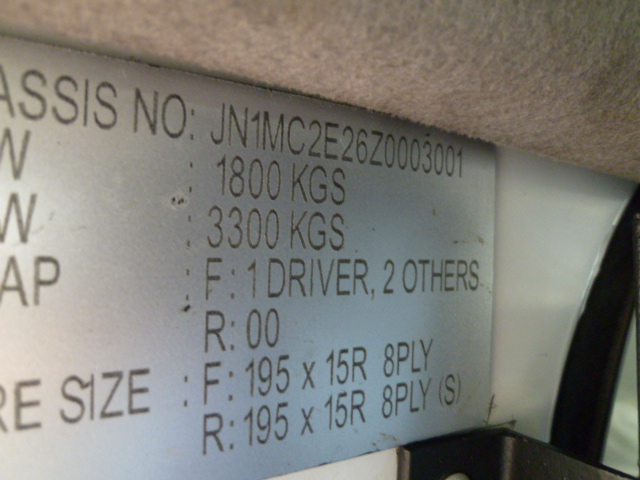 ASSIS NO: JN1MC2E26Z0003001
W : 1800 KGS
W : 3300 KGS
AP : F: 1 DRIVER, 2 OTHERS
R: 00
RE SIZE : F: 195 x 15R 8PLY
R: 195 x 15R 8PLY (S)